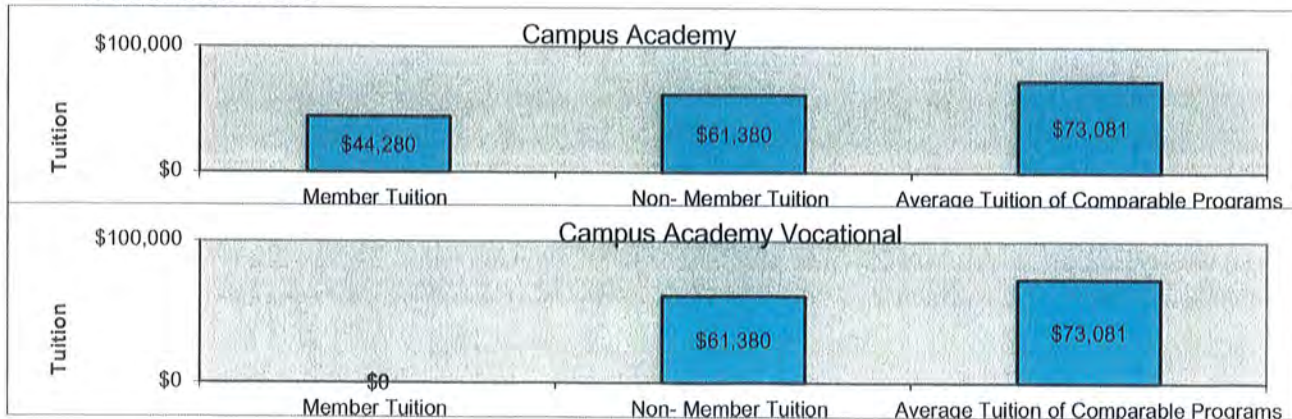 Campus Academy
$100,000
Tuition
$0
$44,280
$61,380
$73,081
Member Tuition
Non- Member Tuition
Average Tuition of Comparable Programs
Campus Academy Vocational
$100,000
Tuition
$0
$0
$61,380
$73,081
Member Tuition
Non- Member Tuition
Average Tuition of Comparable Programs